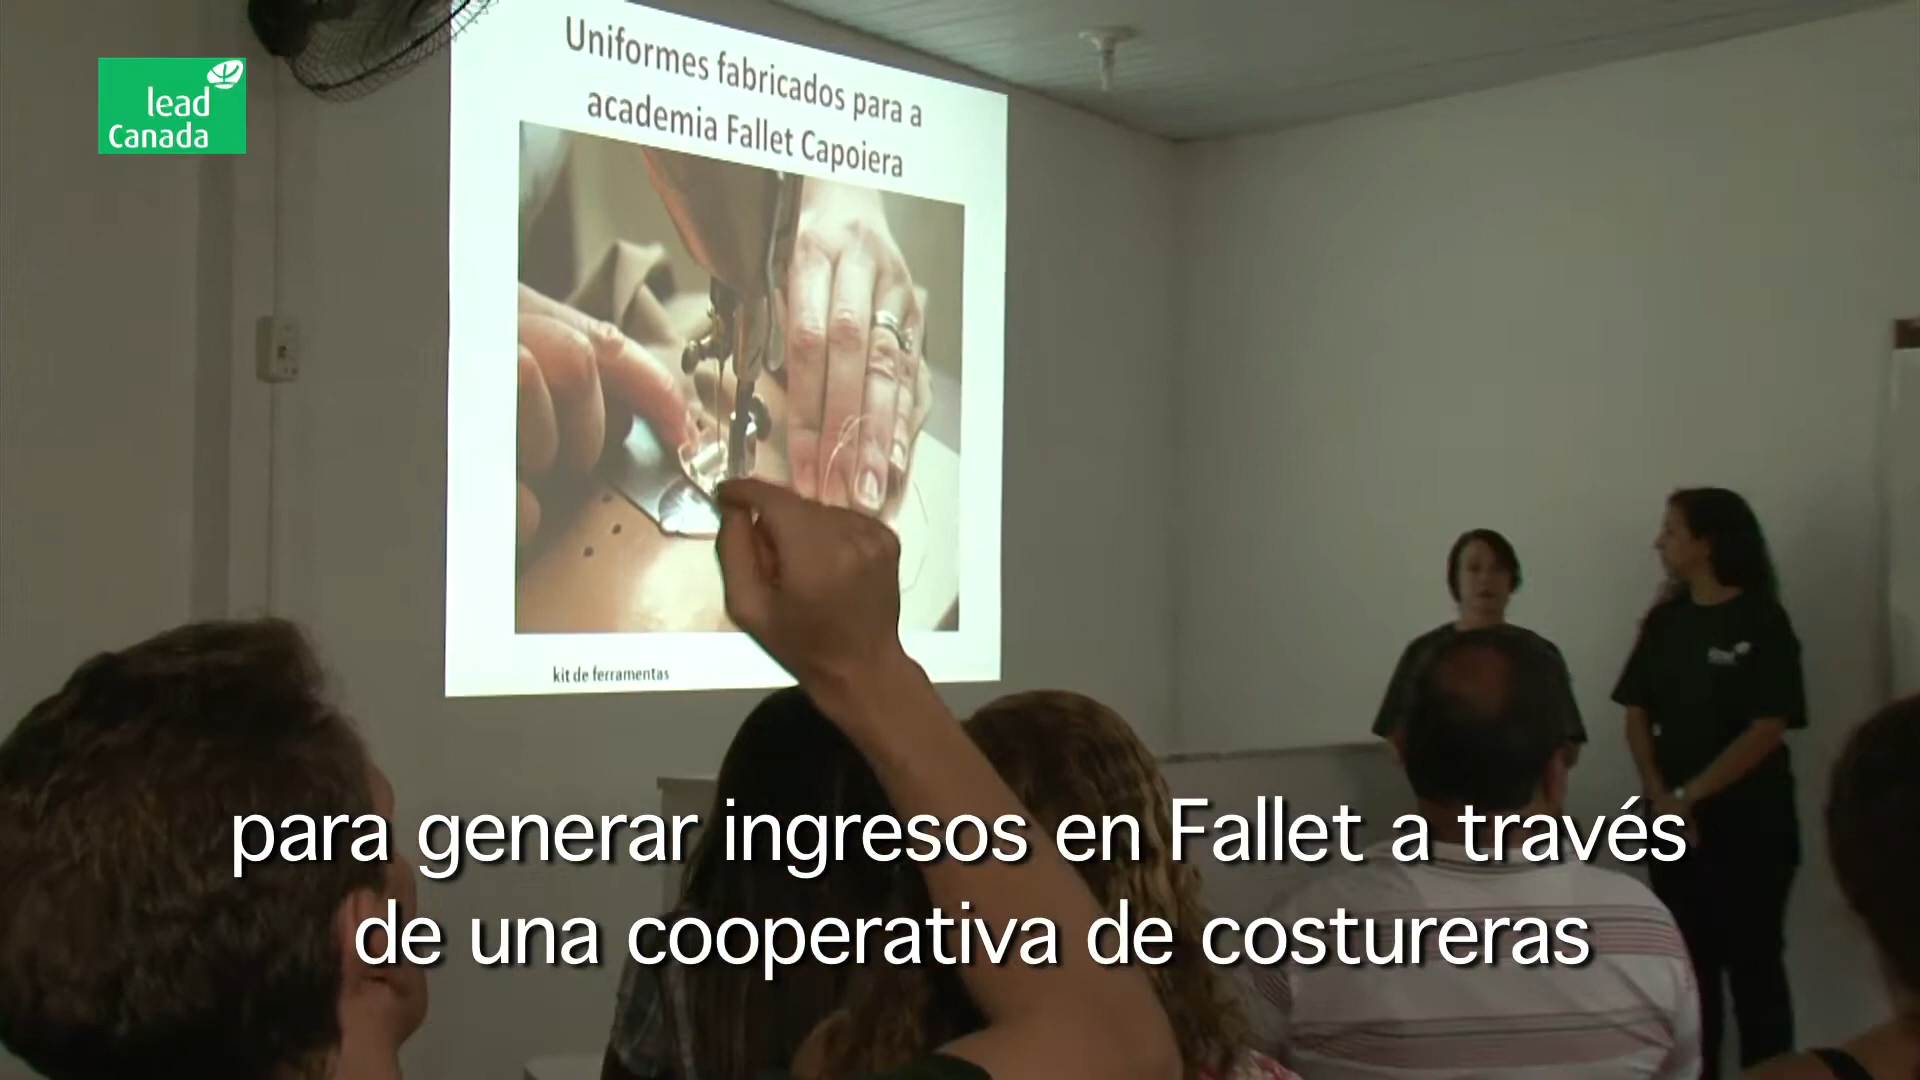 lead
Canada
Uniformes fabricados para a
academia Fallet Capoiera
kit de ferramentas
para generar ingresos en Fallet a través
de una cooperativa de costureras